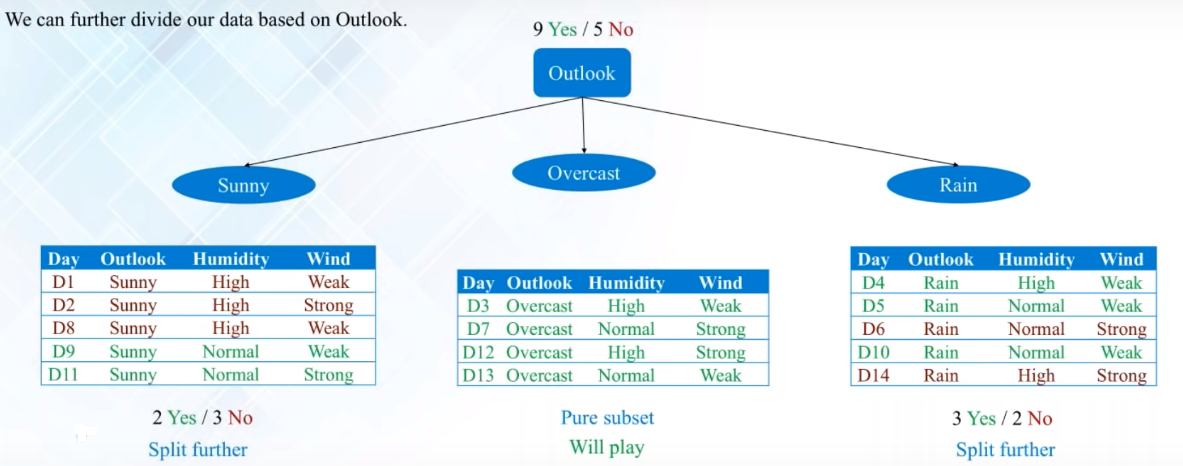 We can further divide our data based on Outlook.
9 Yes / 5 No
Outlook
Sunny
Overcast
Rain
Day Outlook Humidity Wind
D1 Sunny High Weak
D2 Sunny High Strong
D8 Sunny High Weak
D9 Sunny Normal Weak
D11 Sunny Normal Strong
2 Yes / 3 No
Split further
Day Outlook Humidity Wind
D3 Overcast High Weak
D7 Overcast Normal Strong
D12 Overcast High Strong
D13 Overcast Normal Weak
Pure subset
Will play
Day Outlook Humidity Wind
D4 Rain High Weak
D5 Rain Normal Weak
D6 Rain Normal Strong
D10 Rain Normal Weak
D14 Rain High Strong
3 Yes / 2 No
Split further